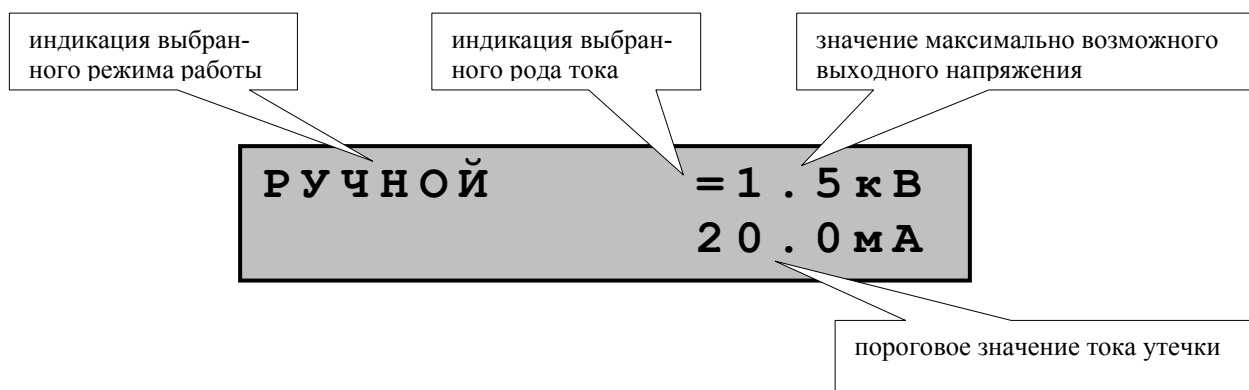 индикация выбран-
ного режима работы
индикация выбран-
ного рода тока
значение максимально возможного
выходного напряжения
РУЧНОЙ =1.5кВ
20.0мА
пороговое значение тока утечки